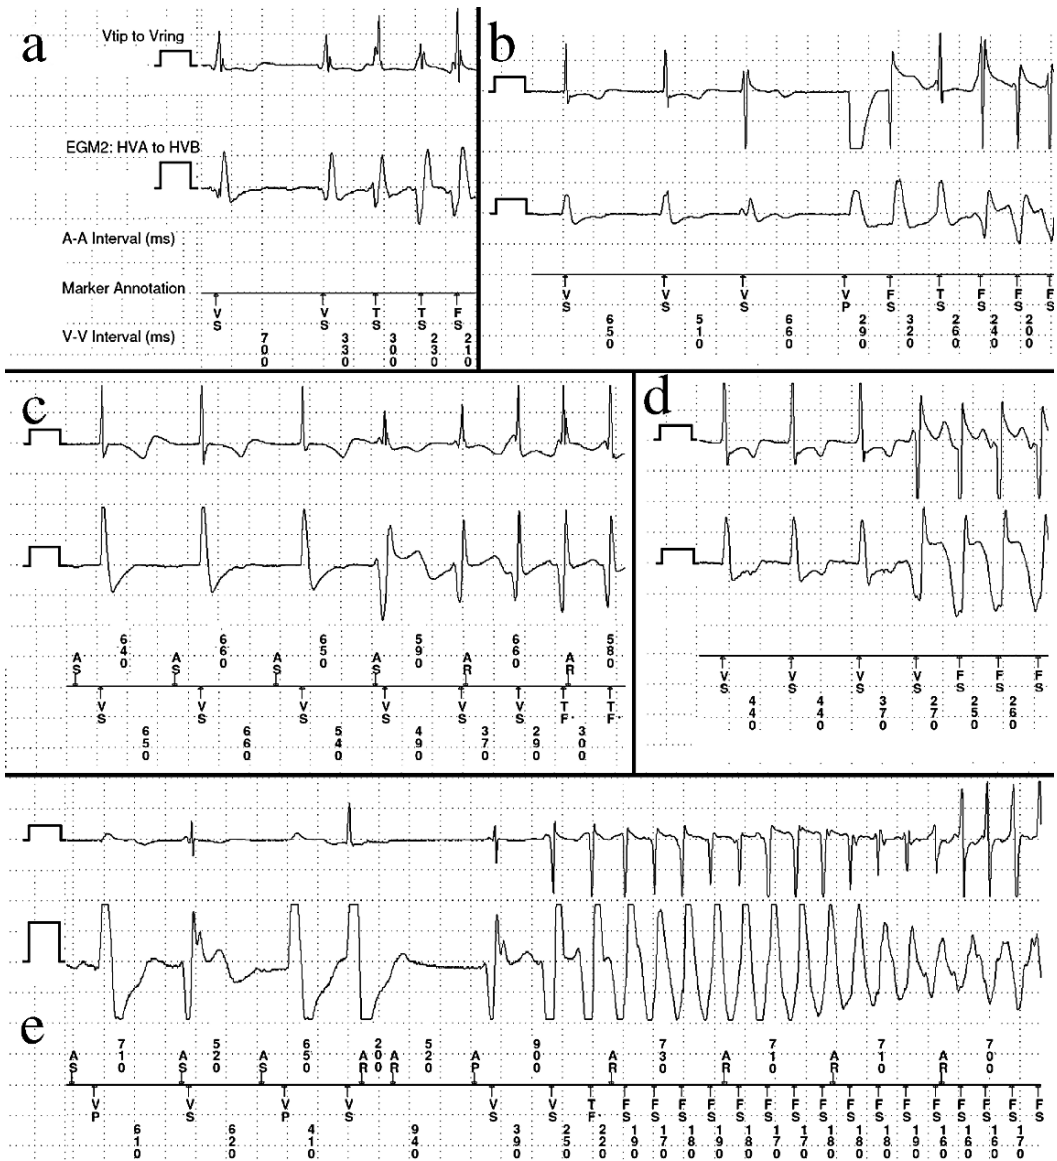 a
Vtip to Vring
EGM2: HVA to HVB
A-A Interval (ms)
Marker Annotation
VS VS TS TS FS
V-V Interval (ms)
700 330 300 230 210
b
VS VS VS VP FS TS FS FS FS
650 510 660 290 320 260 240 200
c
640 660 650 590 660 580
AS AS AS AS AR AR
VS VS VS VS VS VS TF TF
650 660 540 490 370 290 300
d
VS VS VS VS FS FS FS
440 440 370 270 250 260
e
710 520 650 200 520 900 730 710 710 700
AS AS AS AR AR AP AR AR AR AR
VP VS VP VS VS VS TF FS FS FS FS FS FS FS FS FS FS FS FS FS FS FS FS
610 620 410 940 390 250 220 190 170 180 190 180 170 170 180 180 190 160 160 160 170